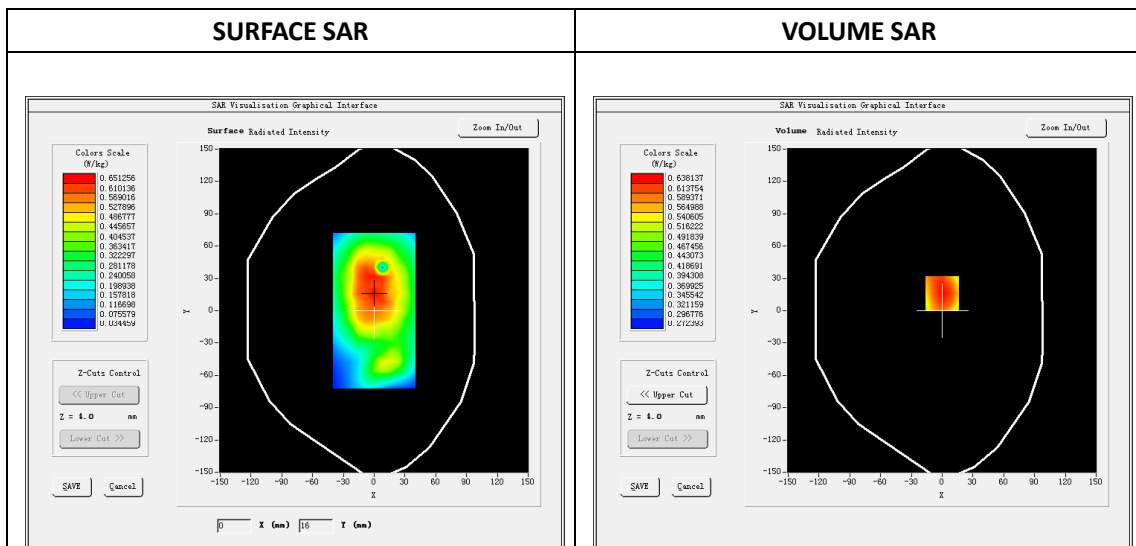 SURFACE SAR
VOLUME SAR
SAR Visualisation Graphical Interface
Surface Radiated Intensity
Zoom In/Out
Colors Scale
(W/kg)
0.651256
0.610136
0.569016
0.527896
0.486777
0.445657
0.404537
0.363417
0.322297
0.281178
0.240058
0.198938
0.157818
0.116698
0.075579
0.034459
150
120
90
60
30
0
-30
-60
-90
-120
-150
Y
-150 -120 -90 -60 -30 0 30 60 90 120 150
X
Z-Cuts Control
<< Upper Cut
Z = 4.0 mm
Lower Cut >>
SAVE
Cancel
0 X (mm) 16 Y (mm)
SAR Visualisation Graphical Interface
Volume Radiated Intensity
Zoom In/Out
Colors Scale
(W/kg)
0.638137
0.613754
0.589371
0.564988
0.540605
0.516222
0.491839
0.467456
0.443073
0.418691
0.394308
0.369925
0.345542
0.321159
0.296776
0.272393
150
120
90
60
30
0
-30
-60
-90
-120
-150
Y
-150 -120 -90 -60 -30 0 30 60 90 120 150
X
Z-Cuts Control
<< Upper Cut
Z = 4.0 mm
Lower Cut >>
SAVE
Cancel